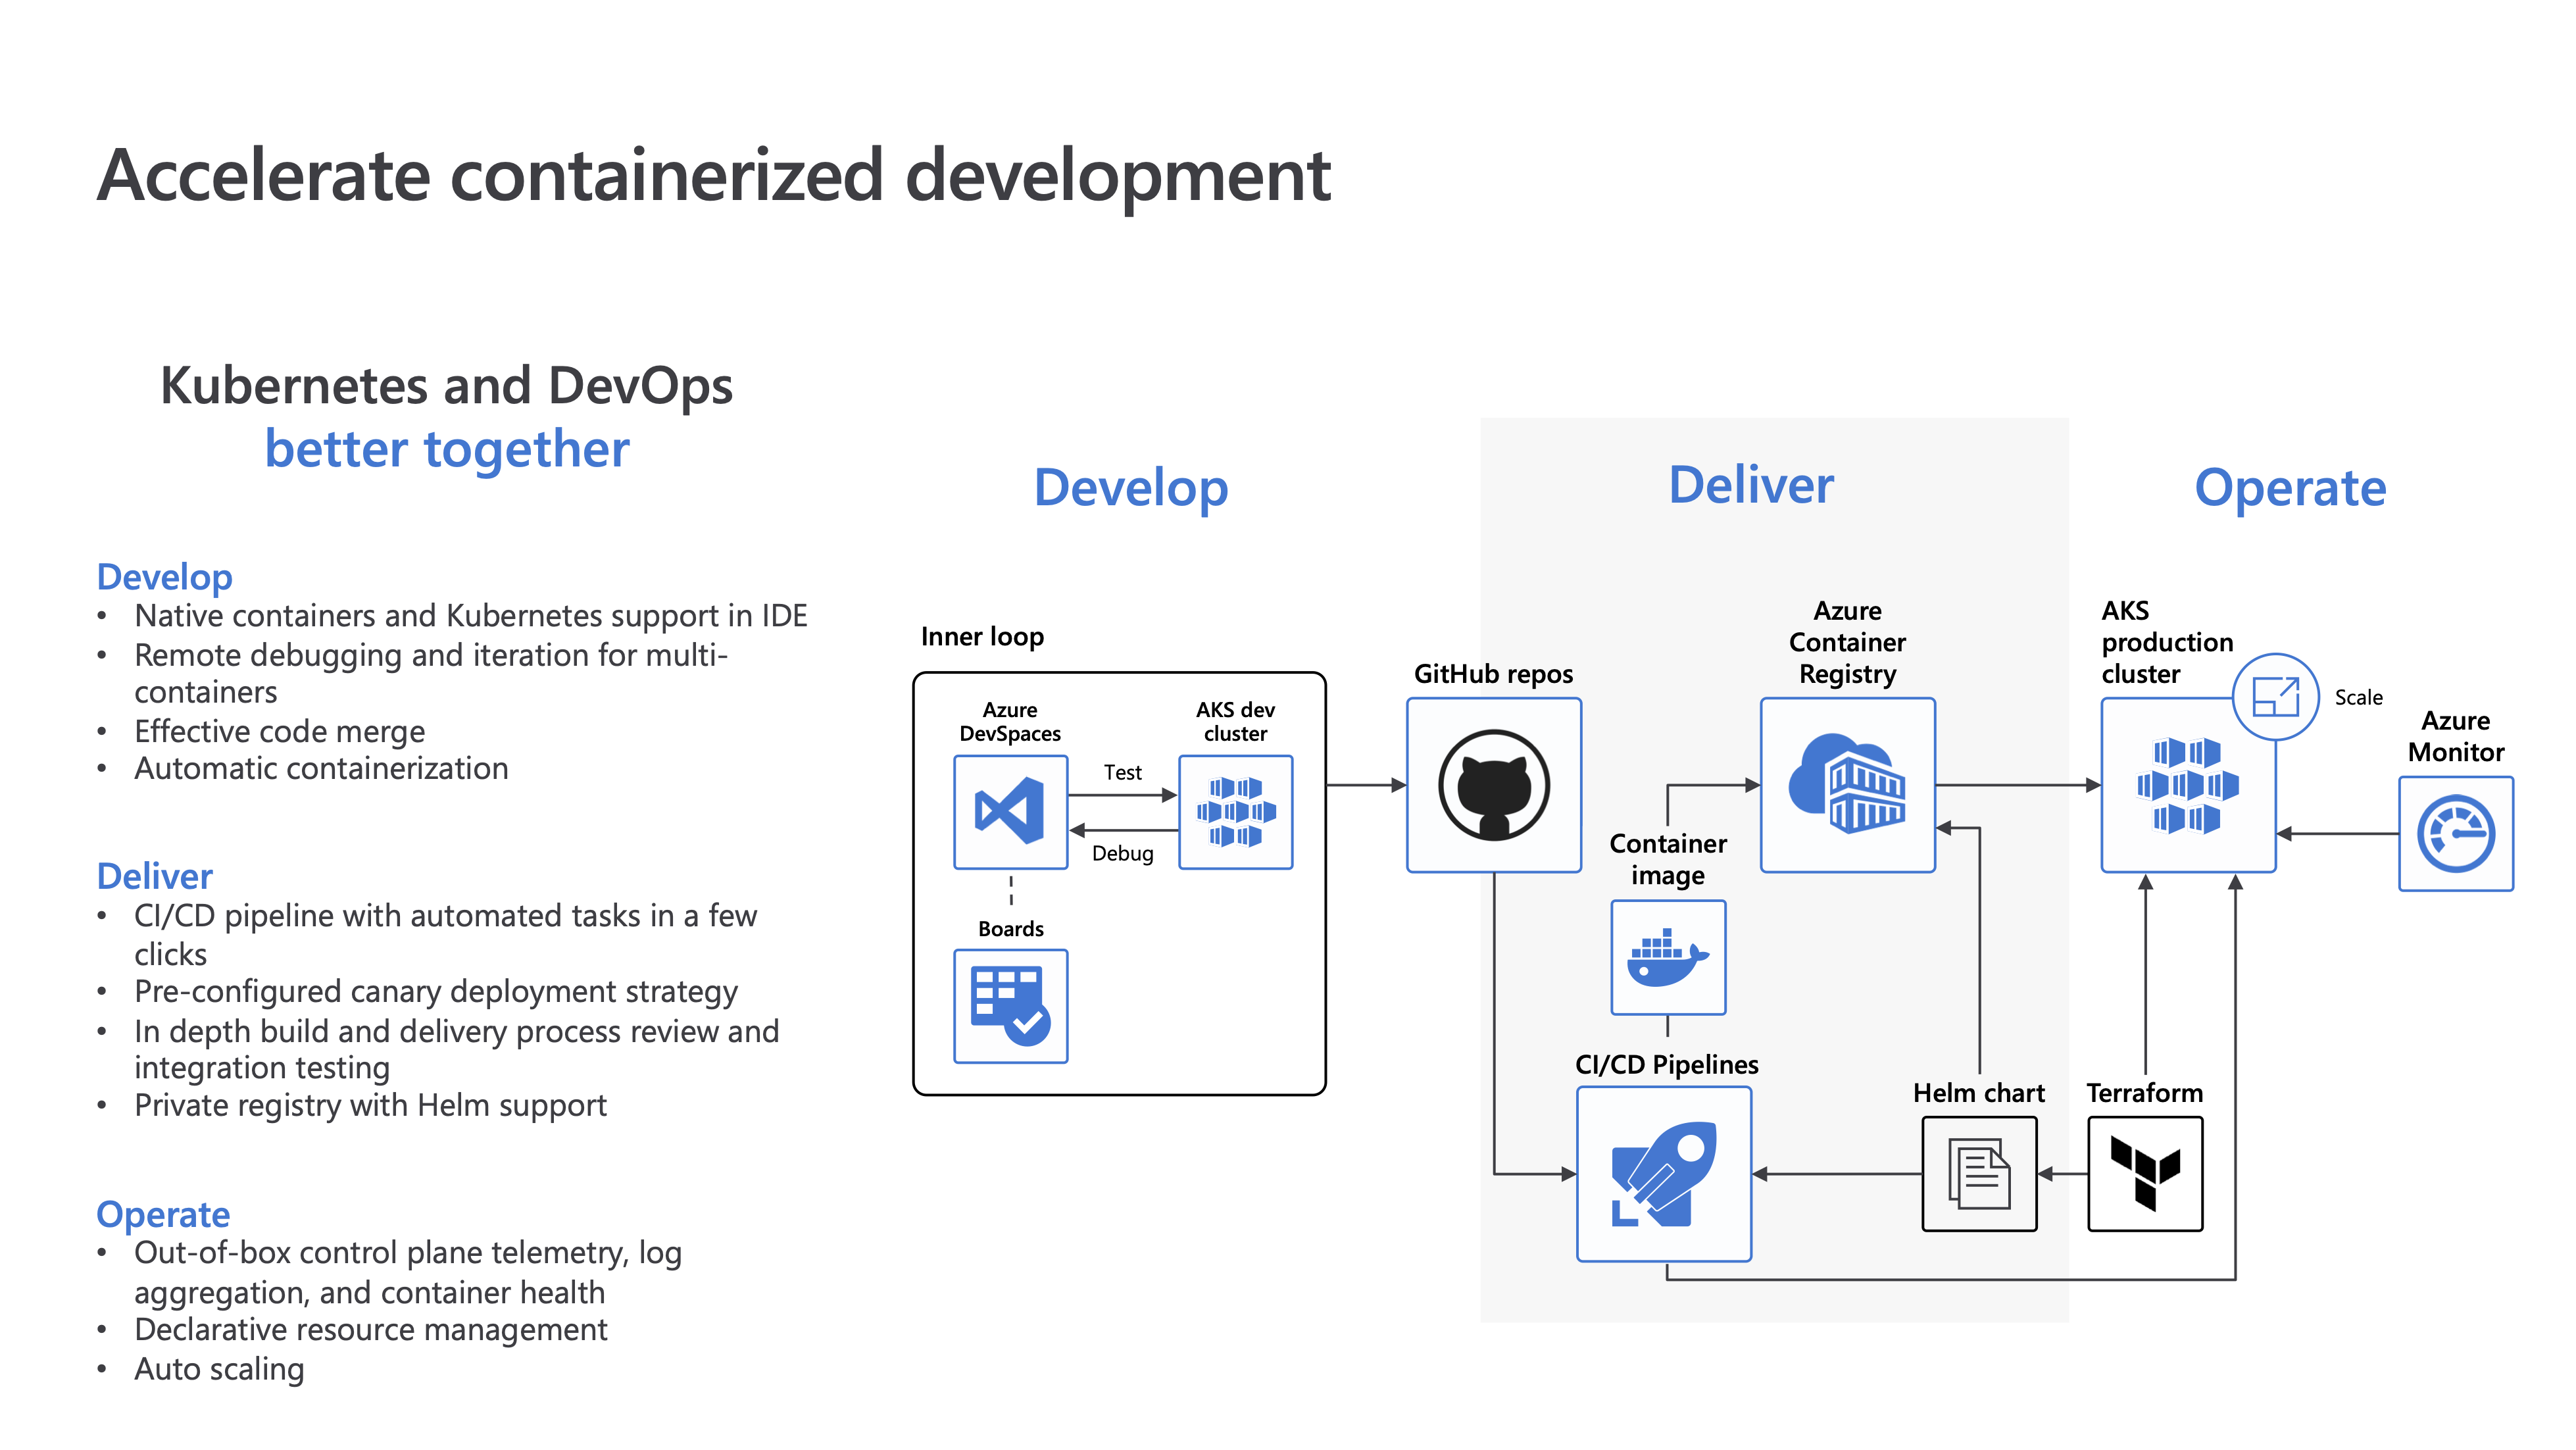 Accelerate containerized development
Kubernetes and DevOps
better together
Develop
• Native containers and Kubernetes support in IDE
• Remote debugging and iteration for multi-
containers
• Effective code merge
• Automatic containerization
Deliver
• CI/CD pipeline with automated tasks in a few
clicks
• Pre-configured canary deployment strategy
• In depth build and delivery process review and
integration testing
• Private registry with Helm support
Operate
• Out-of-box control plane telemetry, log
aggregation, and container health
• Declarative resource management
• Auto scaling
Develop
Inner loop
Azure
DevSpaces
Test
Debug
AKS dev
cluster
Boards
GitHub repos
Deliver
Azure
Container
Registry
Container
image
CI/CD Pipelines
Helm chart
Terraform
Operate
AKS
production
cluster
Scale
Azure
Monitor